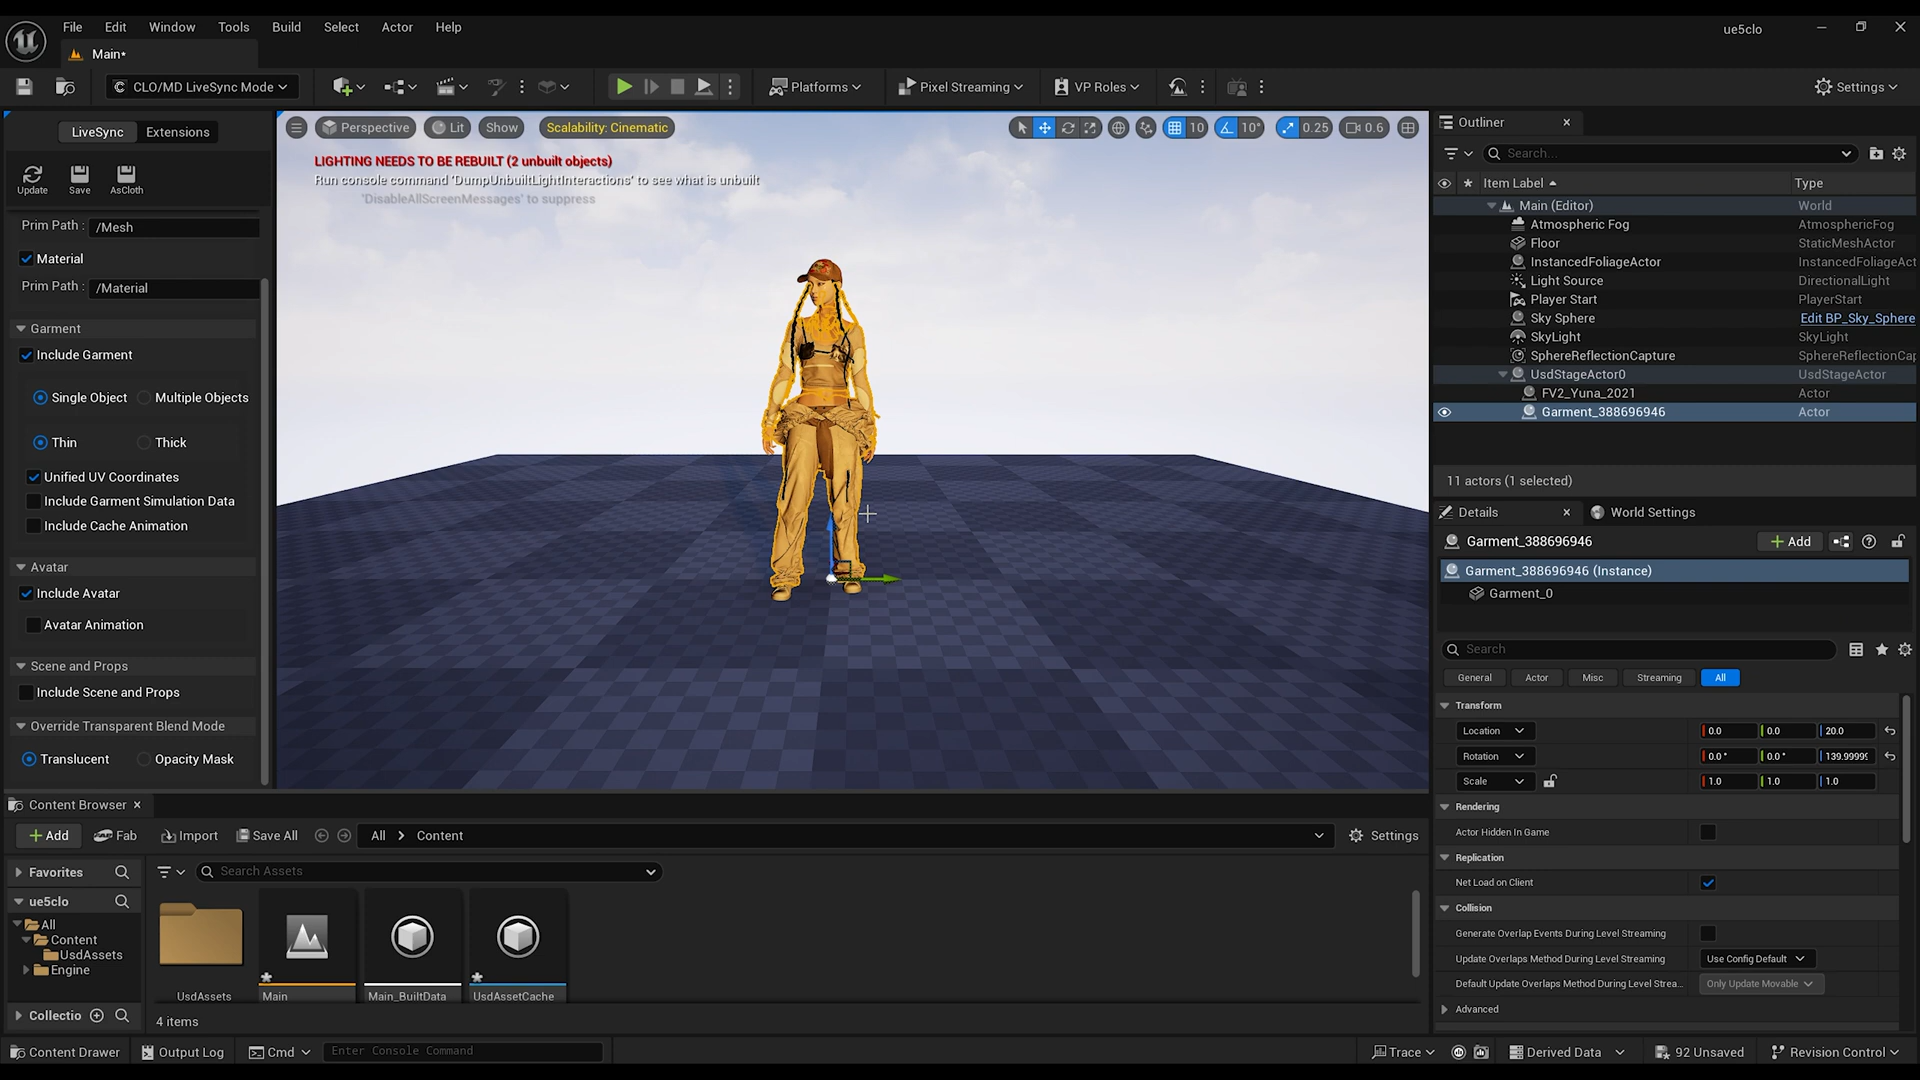 File Edit Window Tools Build Select Actor Help
ue5clo
Main•
CLO/MD LiveSync Mode
Platforms
Pixel Streaming
VP Roles
Settings
LiveSync Extensions
Update Save AsCloth
Prim Path : /Mesh
Material
Prim Path : /Material
Garment
Include Garment
Single Object Multiple Objects
Thin Thick
Unified UV Coordinates
Include Garment Simulation Data
Include Cache Animation
Avatar
Include Avatar
Avatar Animation
Scene and Props
Include Scene and Props
Override Transparent Blend Mode
Translucent Opacity Mask
Perspective Lit Show Scalability: Cinematic
10 10° 0.25 0.6
LIGHTING NEEDS TO BE REBUILT (2 unbuilt objects)
Run console command 'DumpUnbuiltLightInteractions' to see what is unbuilt
'DisableAllScreenMessages' to suppress
Outliner
Search...
Item Label Type
Main (Editor) World
Atmospheric Fog AtmosphericFog
Floor StaticMeshActor
InstancedFoliageActor InstancedFoliageAct
Light Source DirectionalLight
Player Start PlayerStart
Sky Sphere Edit BP_Sky_Sphere
SkyLight SkyLight
SphereReflectionCapture SphereReflectionCap
UsdStageActor0 UsdStageActor
FV2_Yuna_2021 Actor
Garment_388696946 Actor
11 actors (1 selected)
Details World Settings
Garment_388696946 Add
Garment_388696946 (Instance)
Garment_0
Search
General Actor Misc Streaming All
Transform
Location 0.0 0.0 20.0
Rotation 0.0° 0.0° 139.99999
Scale 1.0 1.0 1.0
Rendering
Actor Hidden In Game
Replication
Net Load on Client
Collision
Generate Overlap Events During Level Streaming
Update Overlaps Method During Level Streaming Use Config Default
Default Update Overlaps Method During Level Strea... Only Update Movable
Advanced
Content Browser
Add Fab Import Save All All > Content Settings
Favorites
Search Assets
ue5clo
All
Content
UsdAssets
Engine
UsdAssets Main Main_BuiltData UsdAssetCache
Collectio
4 items
Content Drawer Output Log Cmd Enter Console Command Trace Derived Data 92 Unsaved Revision Control